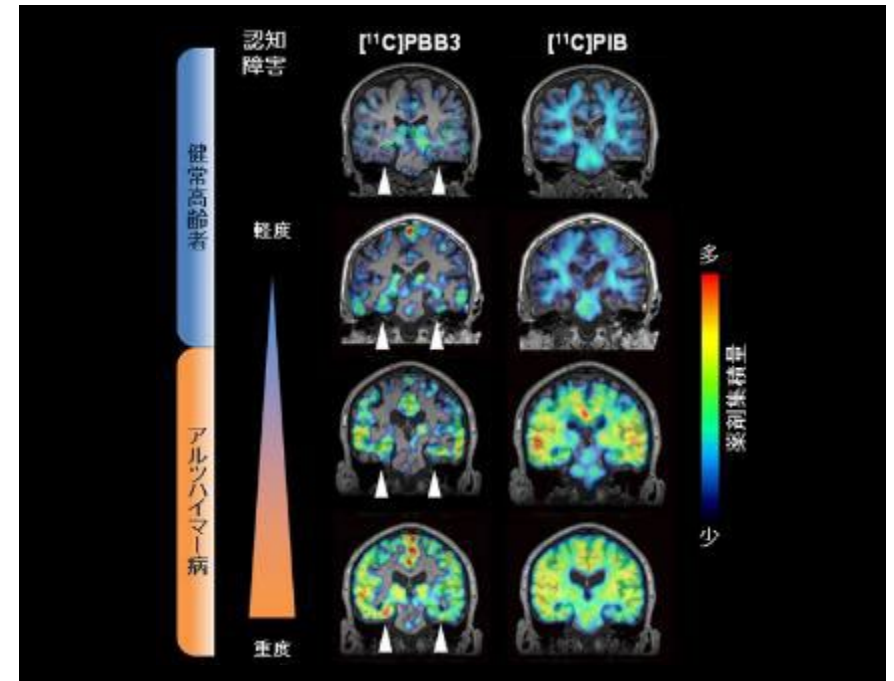 認知
障害
[¹¹C]PBB3
[¹¹C]PIB
健常高齢者
軽度
多
薬剤集積量
少
アルツハイマー病
重度